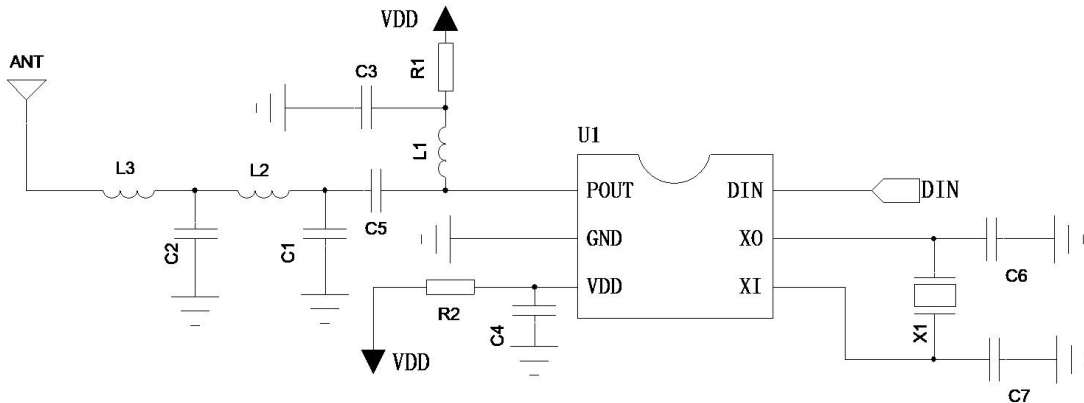 VDD
ANT
C3
R1
U1
L1
L3
L2
POUT
DIN
DIN
C5
C2
C1
GND
XO
C6
VDD
XI
R2
C4
X1
VDD
C7